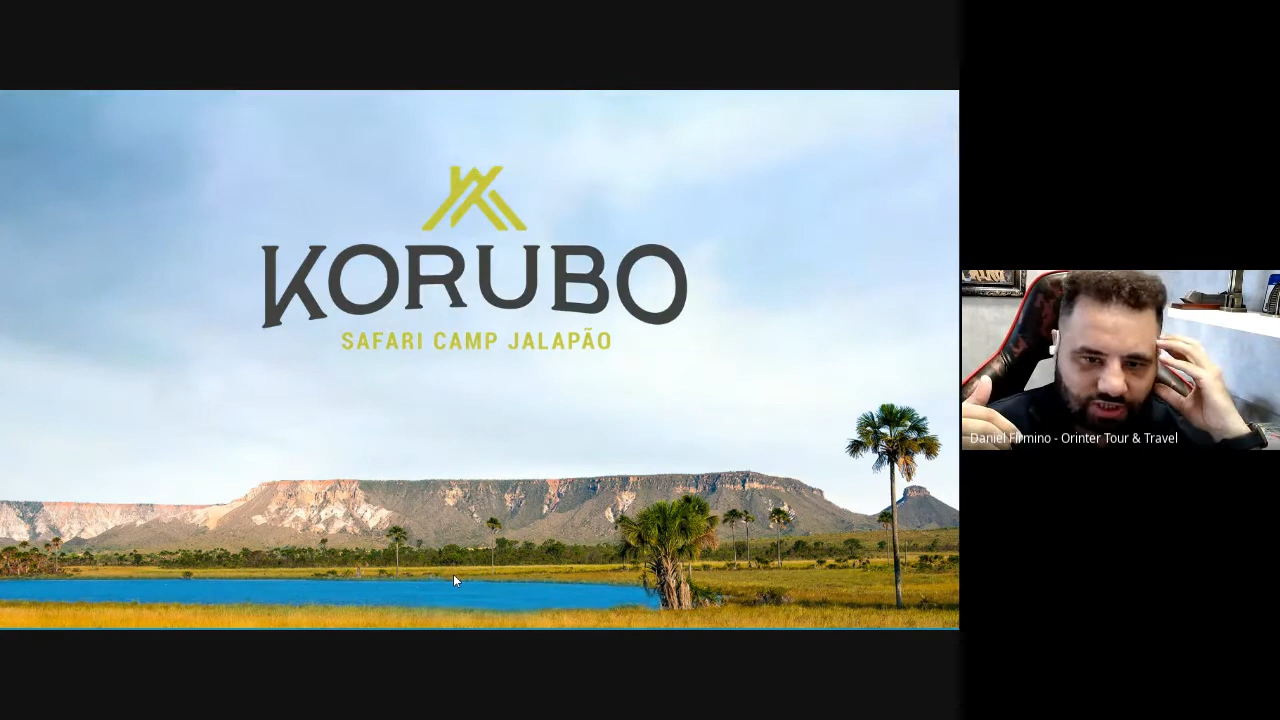 KORUBO
SAFARI CAMP JALAPÃO
Daniel Firmino - Orinter Tour & Travel